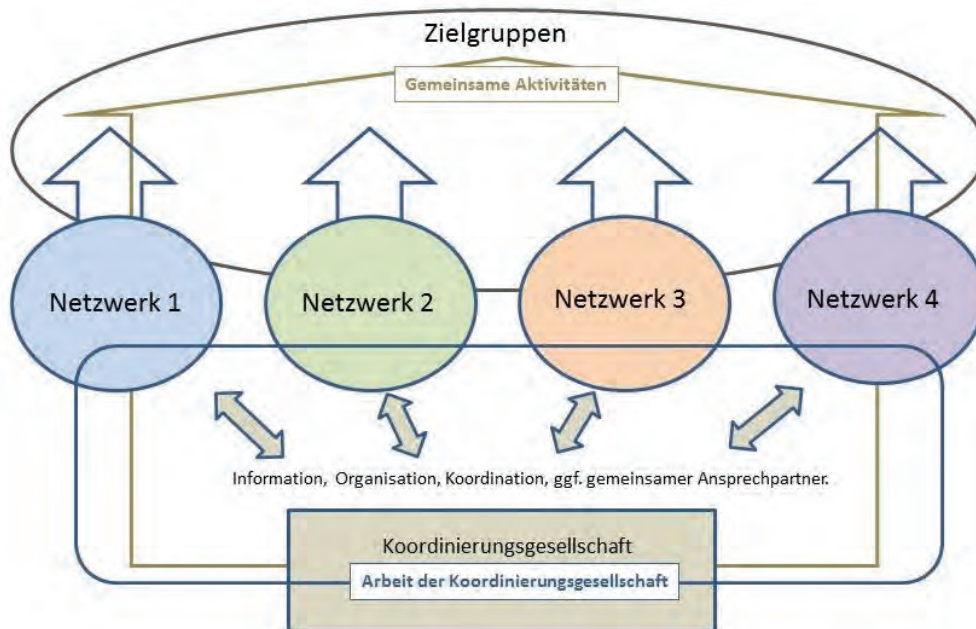 Zielgruppen
Gemeinsame Aktivitäten
Netzwerk 1
Netzwerk 2
Netzwerk 3
Netzwerk 4
Information, Organisation, Koordination, ggf. gemeinsamer Ansprechpartner.
Koordinierungsgesellschaft
Arbeit der Koordinierungsgesellschaft